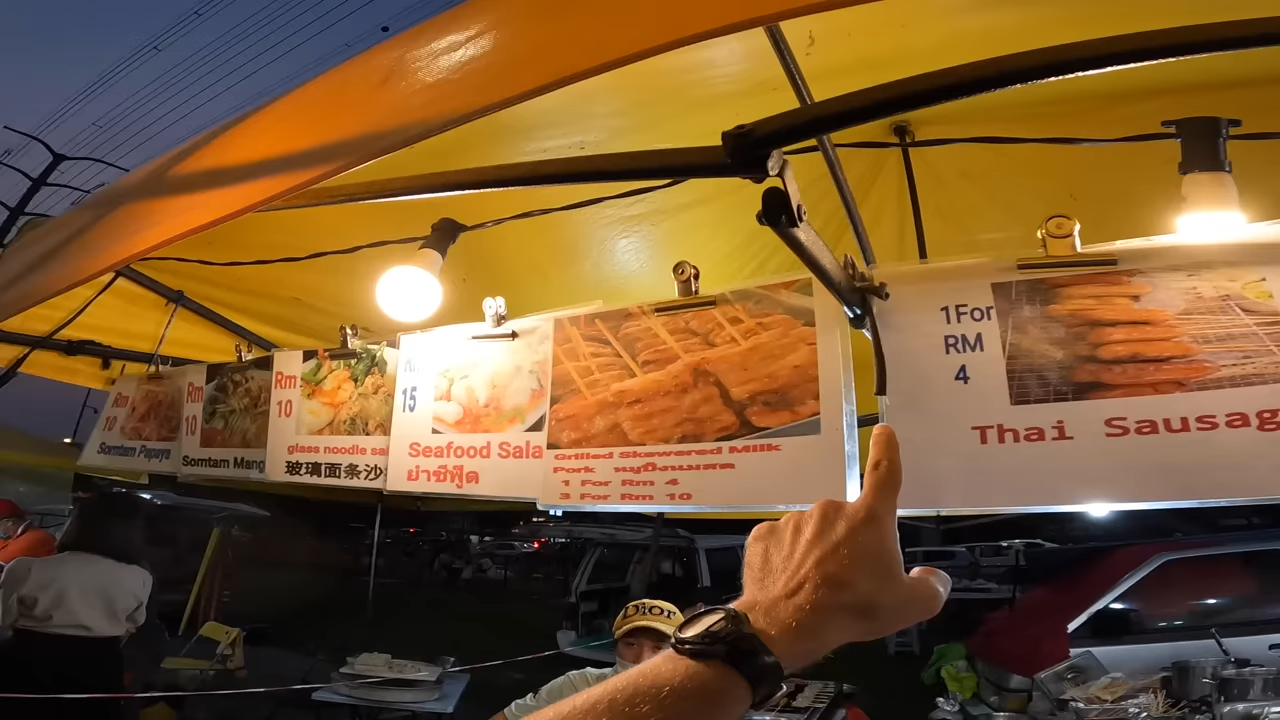 Rm
10
Somtam Papaya
Rm
10
Somtam Mang
Rm
10
glass noodle sal
玻璃面条沙
15
Seafood Sala
ยำซีฟู๊ด
Grilled Skewered Milk
Pork หมูปิ้งนมสด
1 For Rm 4
3 For Rm 10
1For
RM
4
Thai Sausag
Dior